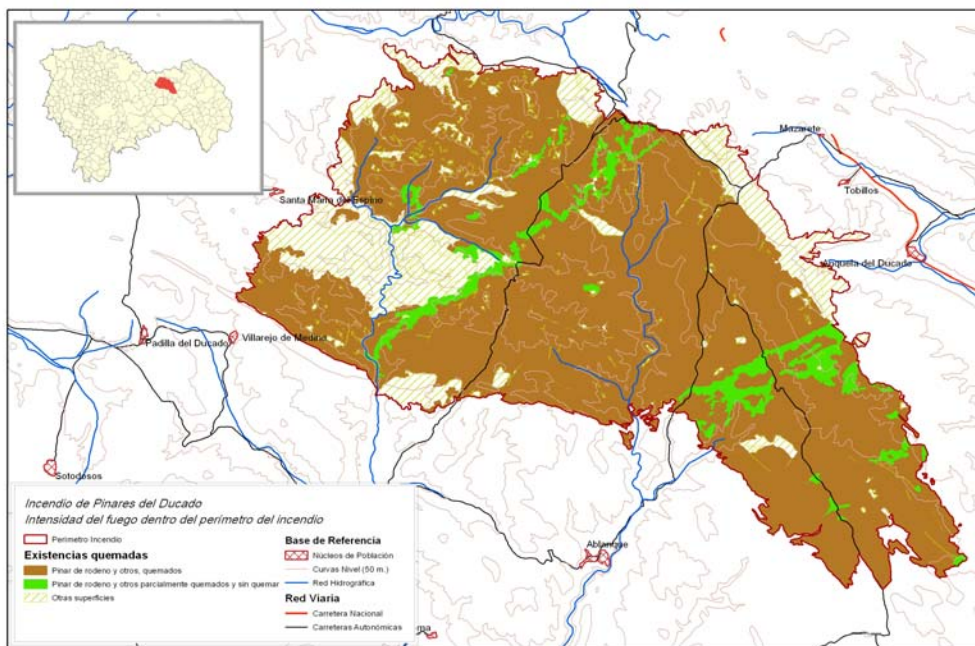 Mazarete
Tobillos
Santa María del Espino
Anquela del Ducado
Padilla del Ducado
Villarejo de Medina
Sotodosos
Ablanque
Incendio de Pinares del Ducado
Intensidad del fuego dentro del perímetro del incendio
Perímetro Incendio
Existencias quemadas
Pinar de rodeno y otros, quemados
Pinar de rodeno y otros parcialmente quemados y sin quemar
Otras superficies
Base de Referencia
Núcleos de Población
Curvas Nivel (50 m.)
Red Hidrográfica
Red Viaria
Carretera Nacional
Carreteras Autonómicas